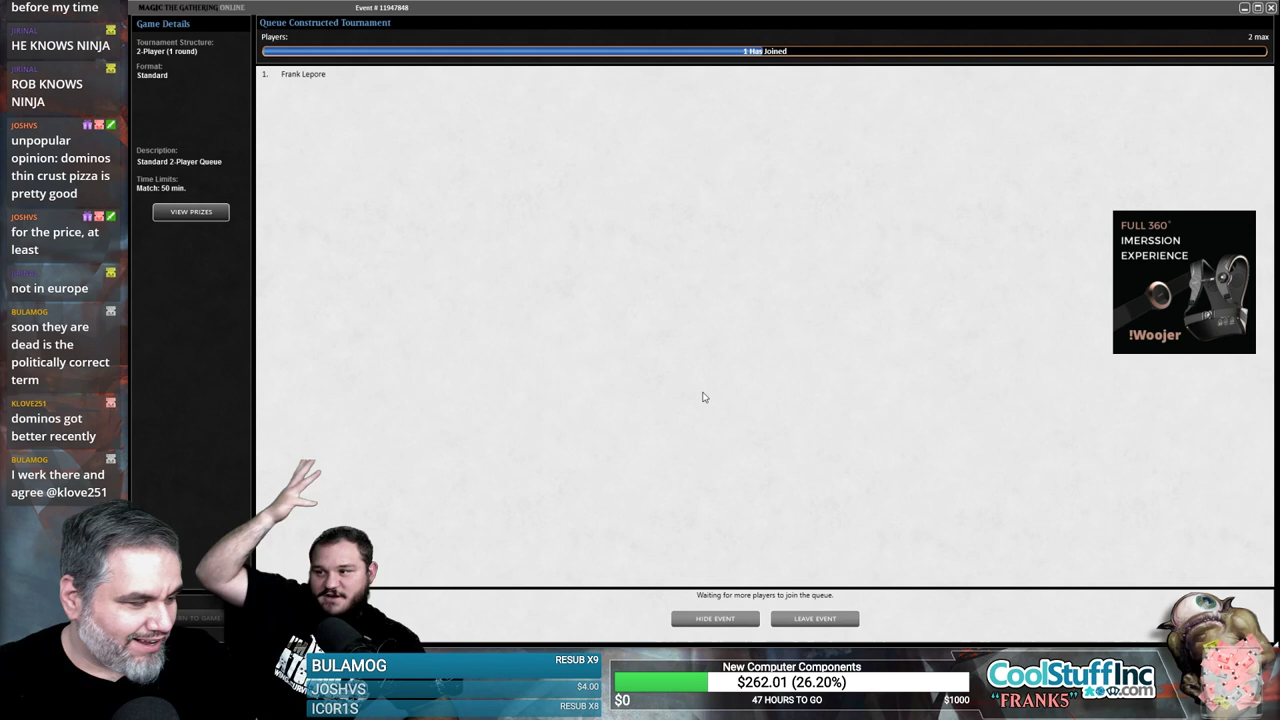 before my time
JIRINAL
HE KNOWS NINJA
JIRINAL
ROB KNOWS
NINJA
JOSHVS
unpopular
opinion: dominos
thin crust pizza is
pretty good
JOSHVS
for the price, at
least
not in europe
BULAMOG
soon they are
dead is the
politically correct
term
KLOVE251
dominos got
better recently
BULAMOG
I werk there and
agree @klove251
MAGIC THE GATHERING ONLINE
Event # 11947848
Game Details
Tournament Structure:
2-Player (1 round)
Format:
Standard
Description:
Standard 2-Player Queue
Time Limits:
Match: 50 min.
VIEW PRIZES
Queue Constructed Tournament
Players:
2 max
1 Has Joined
1. Frank Lepore
FULL 360°
IMERSSION
EXPERIENCE
!Woojer
Waiting for more players to join the queue.
HIDE EVENT
LEAVE EVENT
TO GAME
BULAMOG
RESUB X9
JOSHVS
$4.00
IC0R1S
RESUB X8
New Computer Components
$262.01 (26.20%)
$0
47 HOURS TO GO
$1000
CoolStuffInc
.com
"FRANK5"